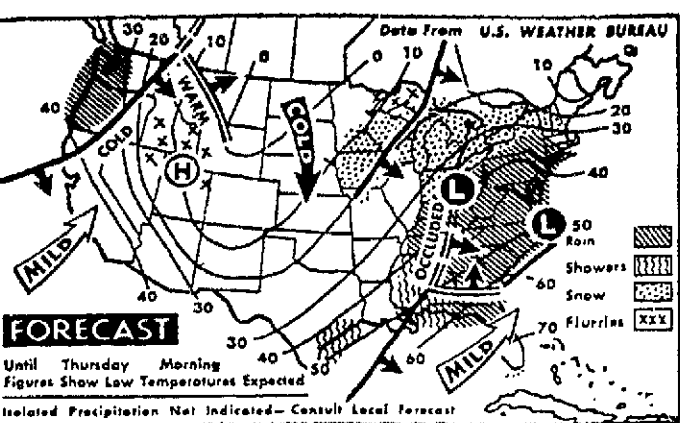 Data From U.S. WEATHER BUREAU
30
20
10
0
0
10
10
40
20
30
WARM
COLD
COLD
H
40
L
L
50
Rain
OCCLUDED
Showers
MILD
60
Snow
Flurries
xxx
40
30
70
FORECAST
30
40
50
60
MILD
Until Thursday Morning
Figures Show Low Temperatures Expected
Isolated Precipitation Not Indicated— Consult Local Forecast